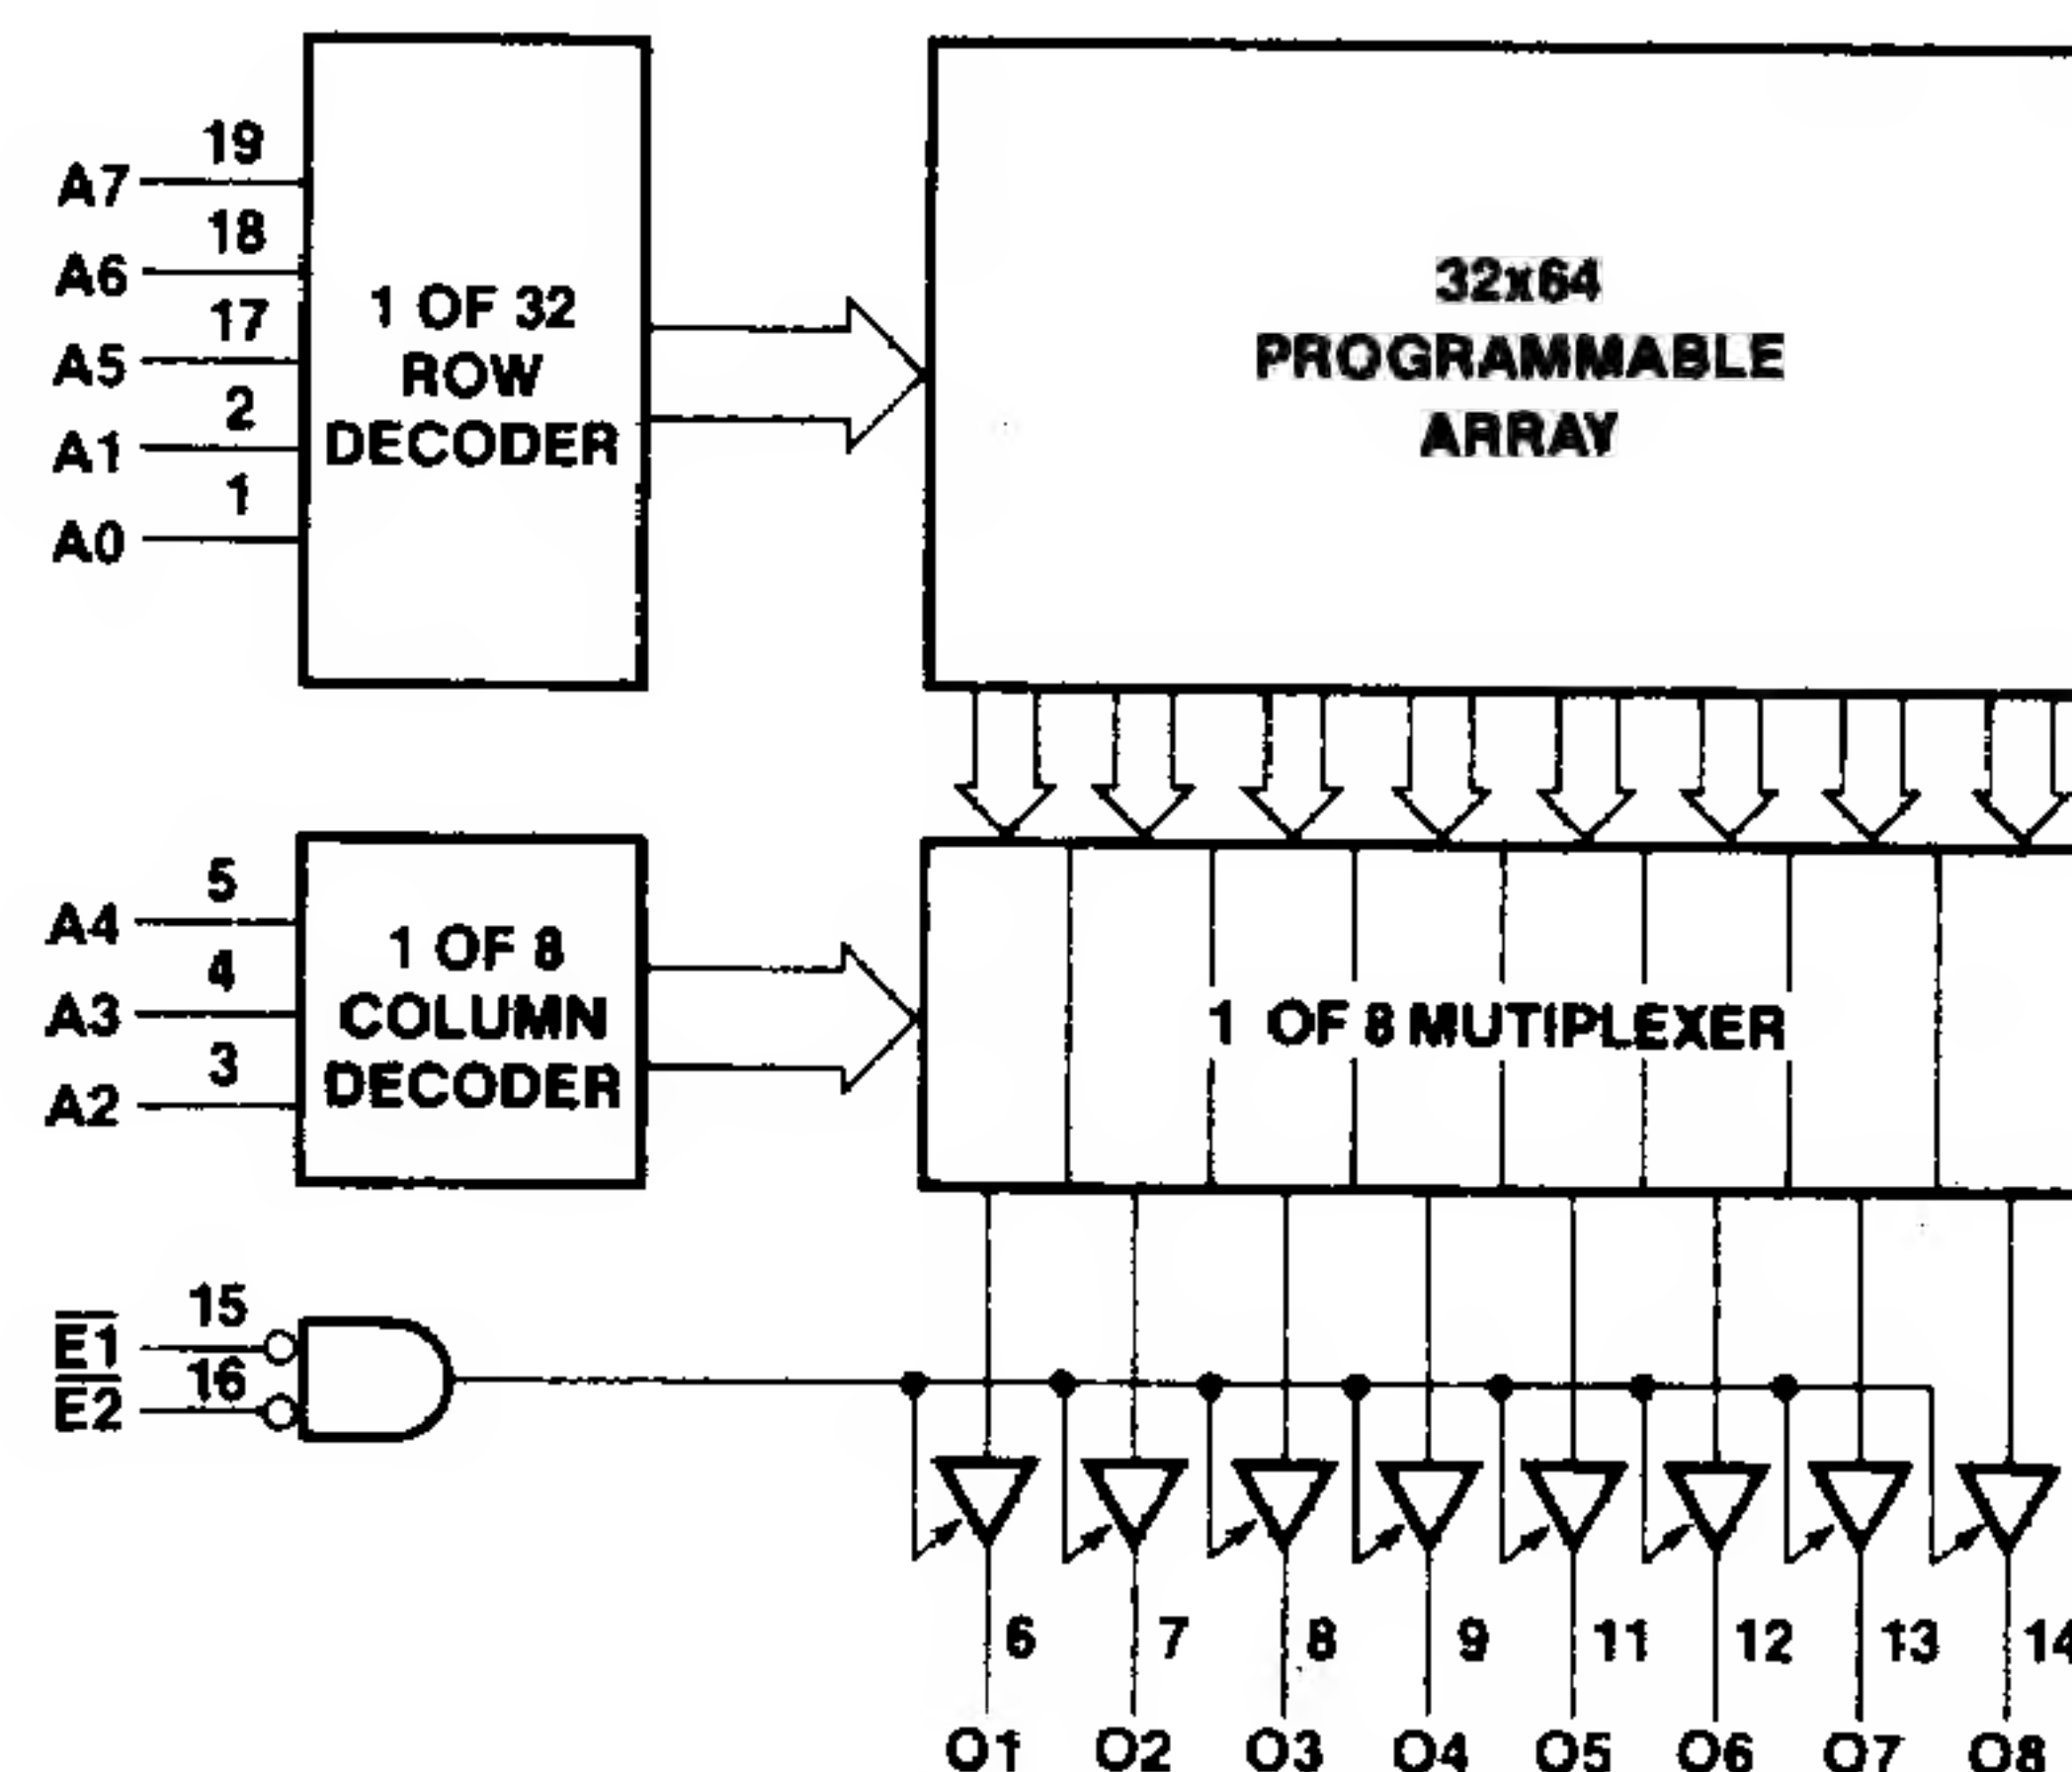 19
A7
18
A6
17
A5
2
A1
1
A0
1 OF 32
ROW
DECODER
32x64
PROGRAMMABLE
ARRAY
5
A4
4
A3
3
A2
1 OF 8
COLUMN
DECODER
1 OF 8 MUTIPLEXER
15
E1
16
E2
6 7 8 9 11 12 13 14
O1 O2 O3 O4 O5 O6 O7 O8